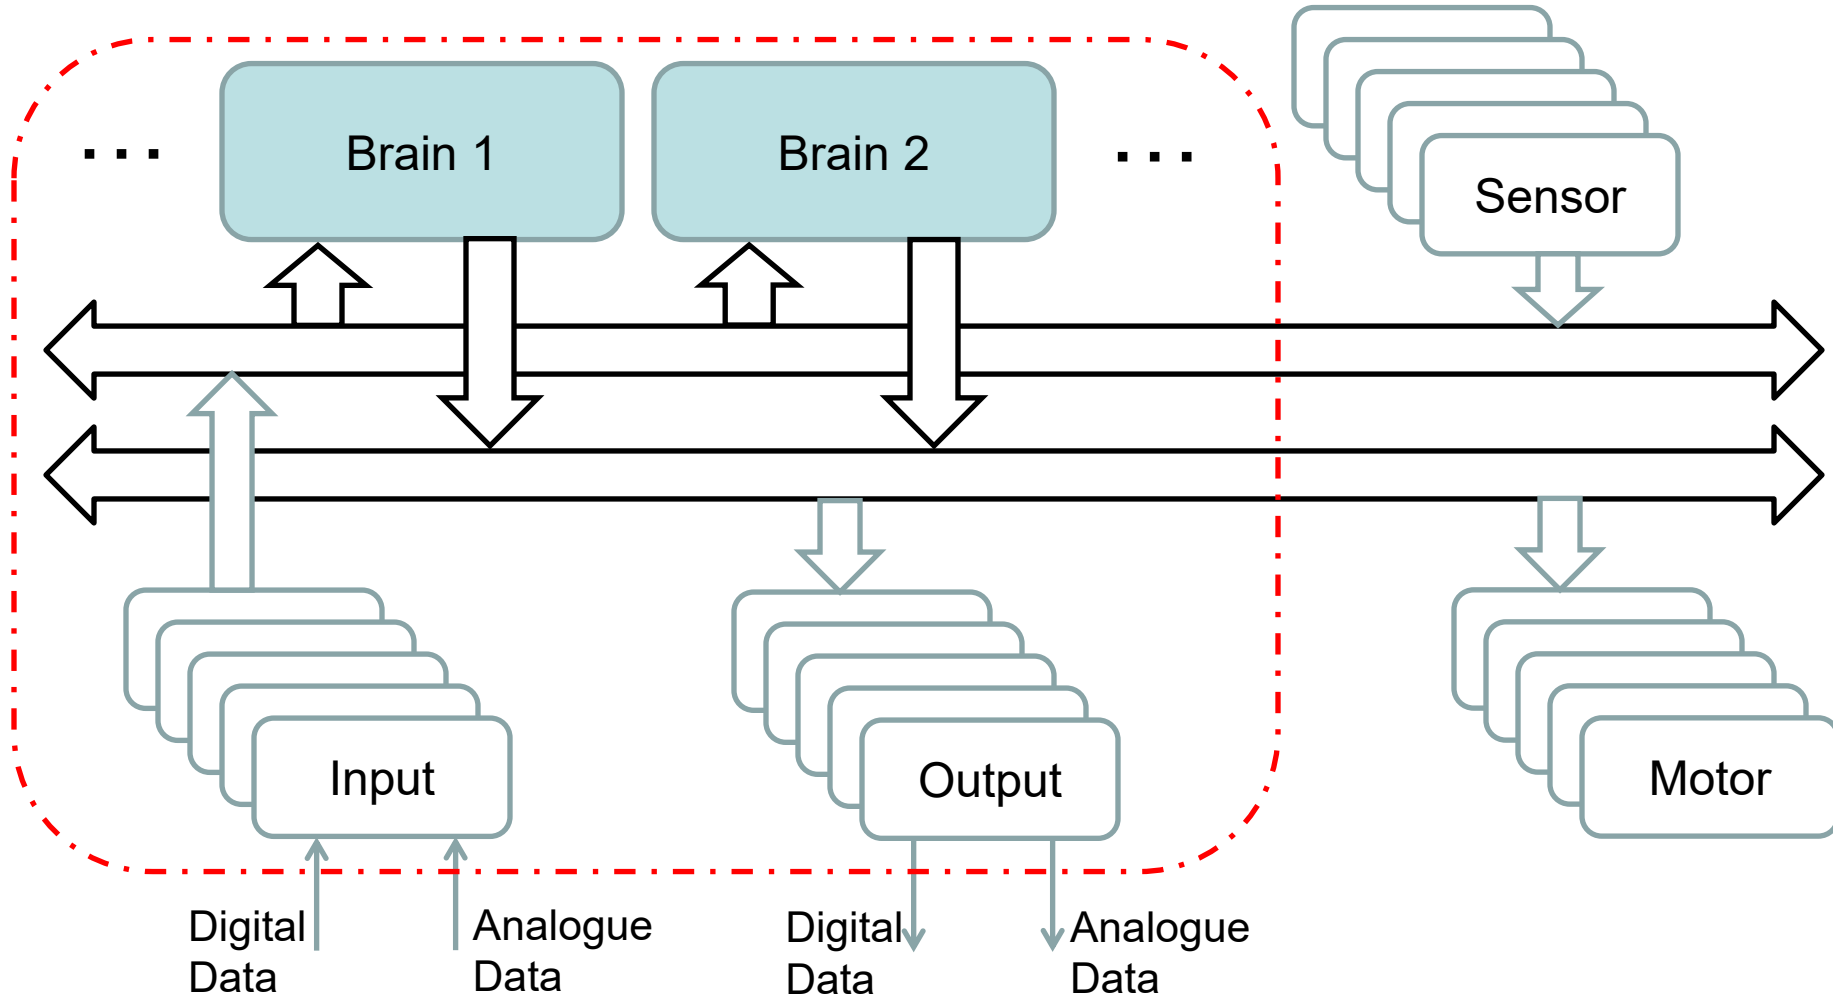 ... Brain 1 Brain 2 ...
Sensor
Input
Output
Motor
Digital
Data
Analogue
Data
Digital
Data
Analogue
Data